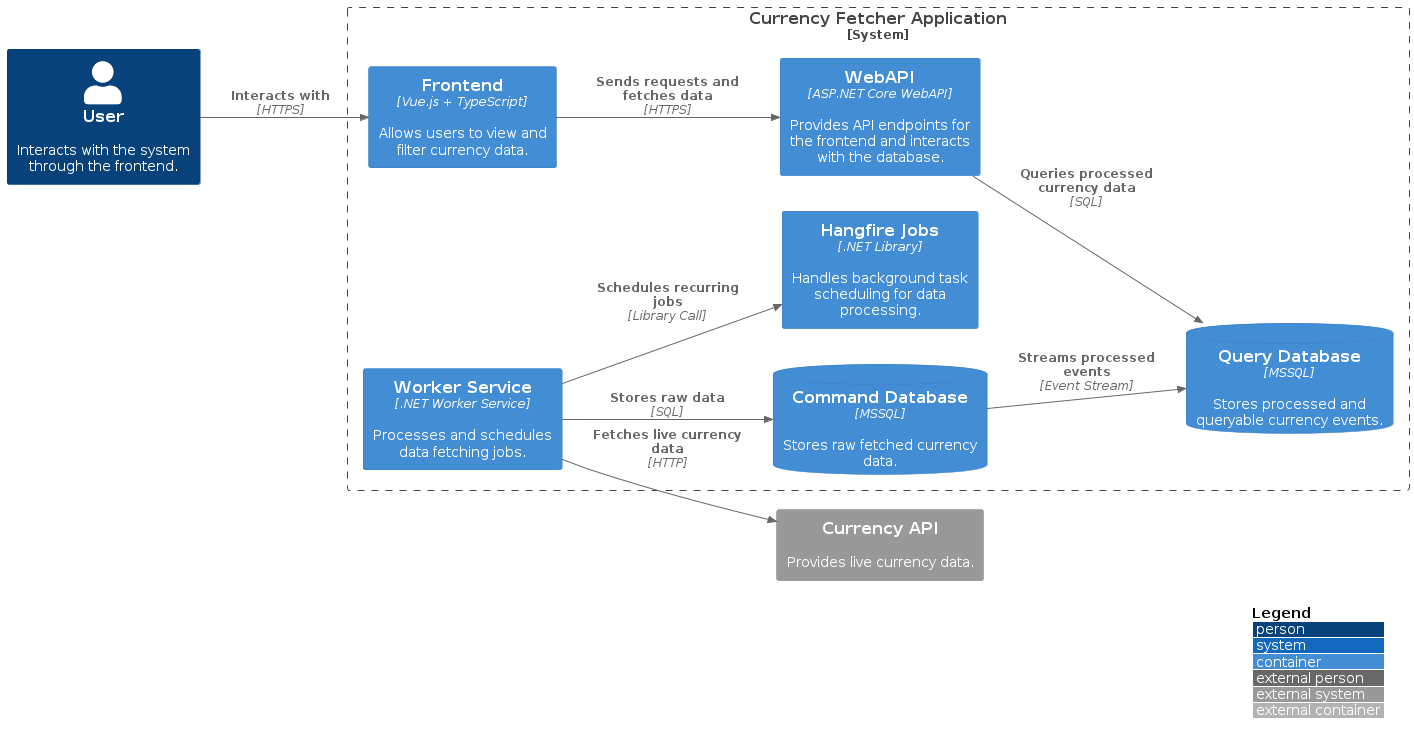 Currency Fetcher Application
[System]
User
Interacts with the system
through the frontend.
Interacts with
[HTTPS]
Frontend
[Vue.js + TypeScript]
Allows users to view and
filter currency data.
Sends requests and
fetches data
[HTTPS]
WebAPI
[ASP.NET Core WebAPI]
Provides API endpoints for
the frontend and interacts
with the database.
Queries processed
currency data
[SQL]
Hangfire Jobs
[.NET Library]
Handles background task
scheduling for data
processing.
Schedules recurring
jobs
[Library Call]
Worker Service
[.NET Worker Service]
Processes and schedules
data fetching jobs.
Stores raw data
[SQL]
Fetches live currency
data
[HTTP]
Command Database
[MSSQL]
Stores raw fetched currency
data.
Streams processed
events
[Event Stream]
Query Database
[MSSQL]
Stores processed and
queryable currency events.
Currency API
Provides live currency data.
Legend
person
system
container
external person
external system
external container